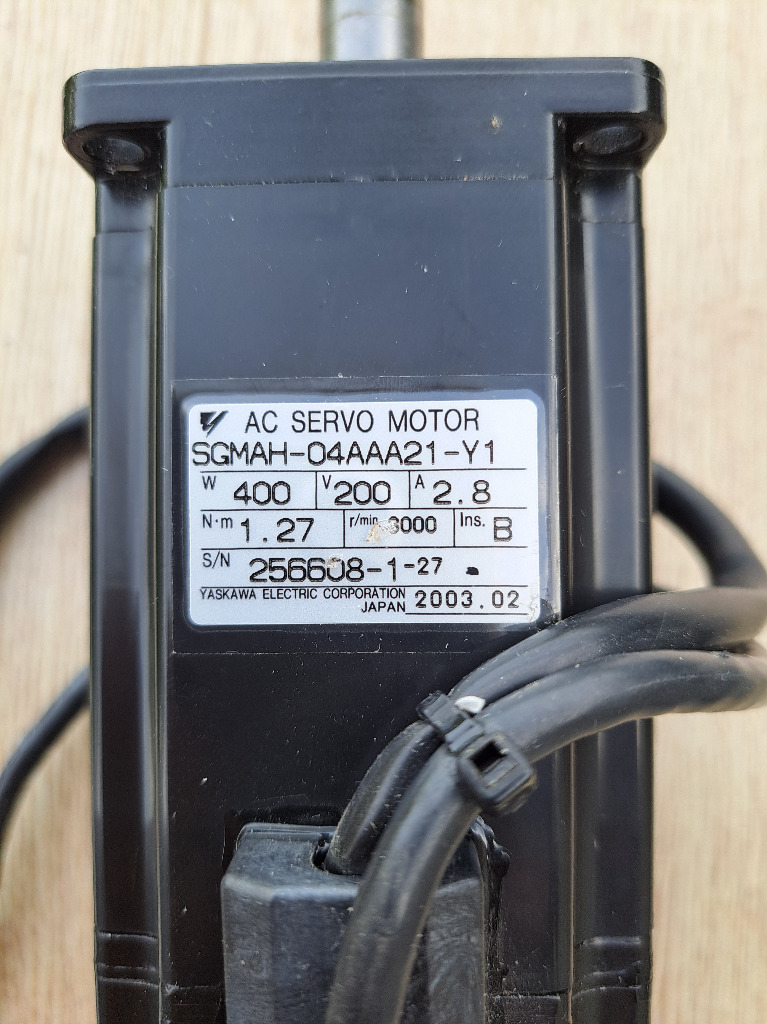 AC SERVO MOTOR
SGMAH-04AAA21-Y1
W 400 V 200 A 2.8
N·m 1.27 r/min 3000 Ins. B
S/N 256608-1-27
YASKAWA ELECTRIC CORPORATION
JAPAN 2003.02